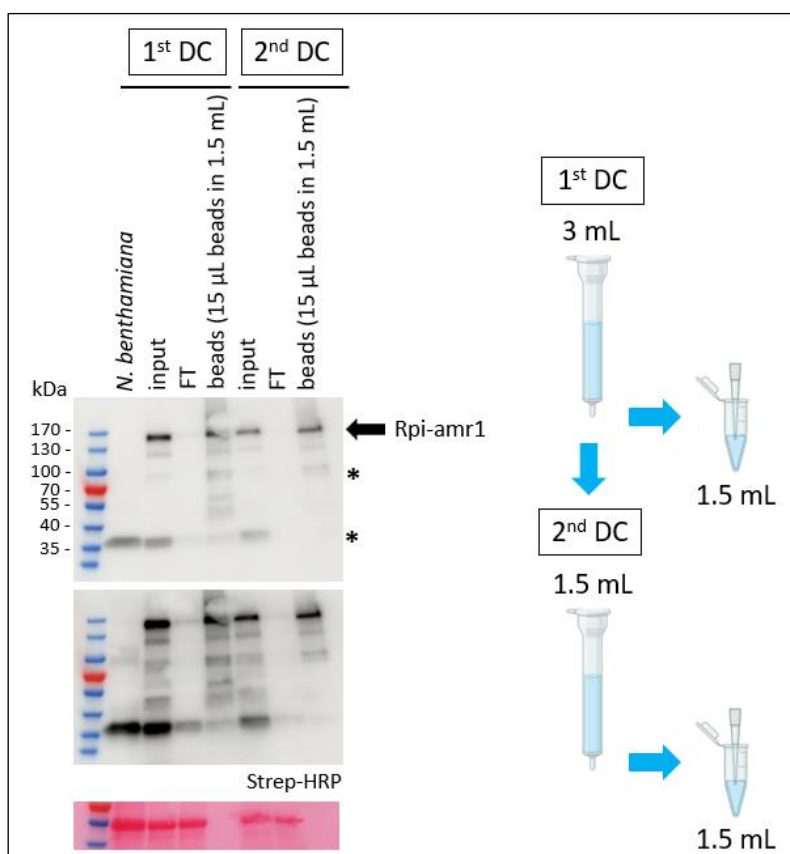 1st DC
2nd DC
N. benthamiana
input
FT
beads (15 µL beads in 1.5 mL)
input
FT
beads (15 µL beads in 1.5 mL)
kDa
170 -
130 -
100 -
70 -
55 -
40 -
35 -
Rpi-amr1
*
*
Strep-HRP
1st DC
3 mL
1.5 mL
2nd DC
1.5 mL
1.5 mL